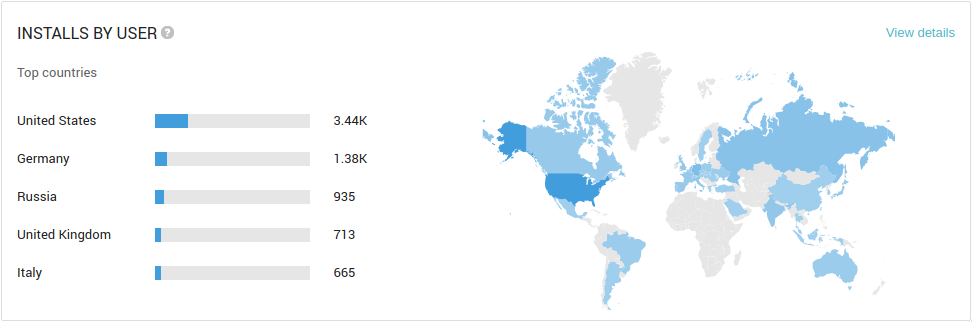 INSTALLS BY USER ?
View details
Top countries
United States 3.44K
Germany 1.38K
Russia 935
United Kingdom 713
Italy 665